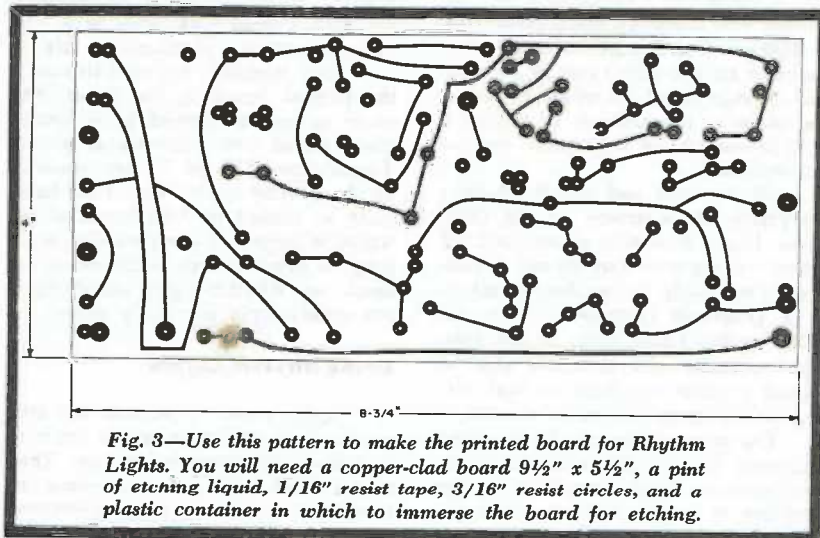 4"
8-3/4"
Fig. 3—Use this pattern to make the printed board for Rhythm
Lights. You will need a copper-clad board 9½" x 5½", a pint
of etching liquid, 1/16" resist tape, 3/16" resist circles, and a
plastic container in which to immerse the board for etching.